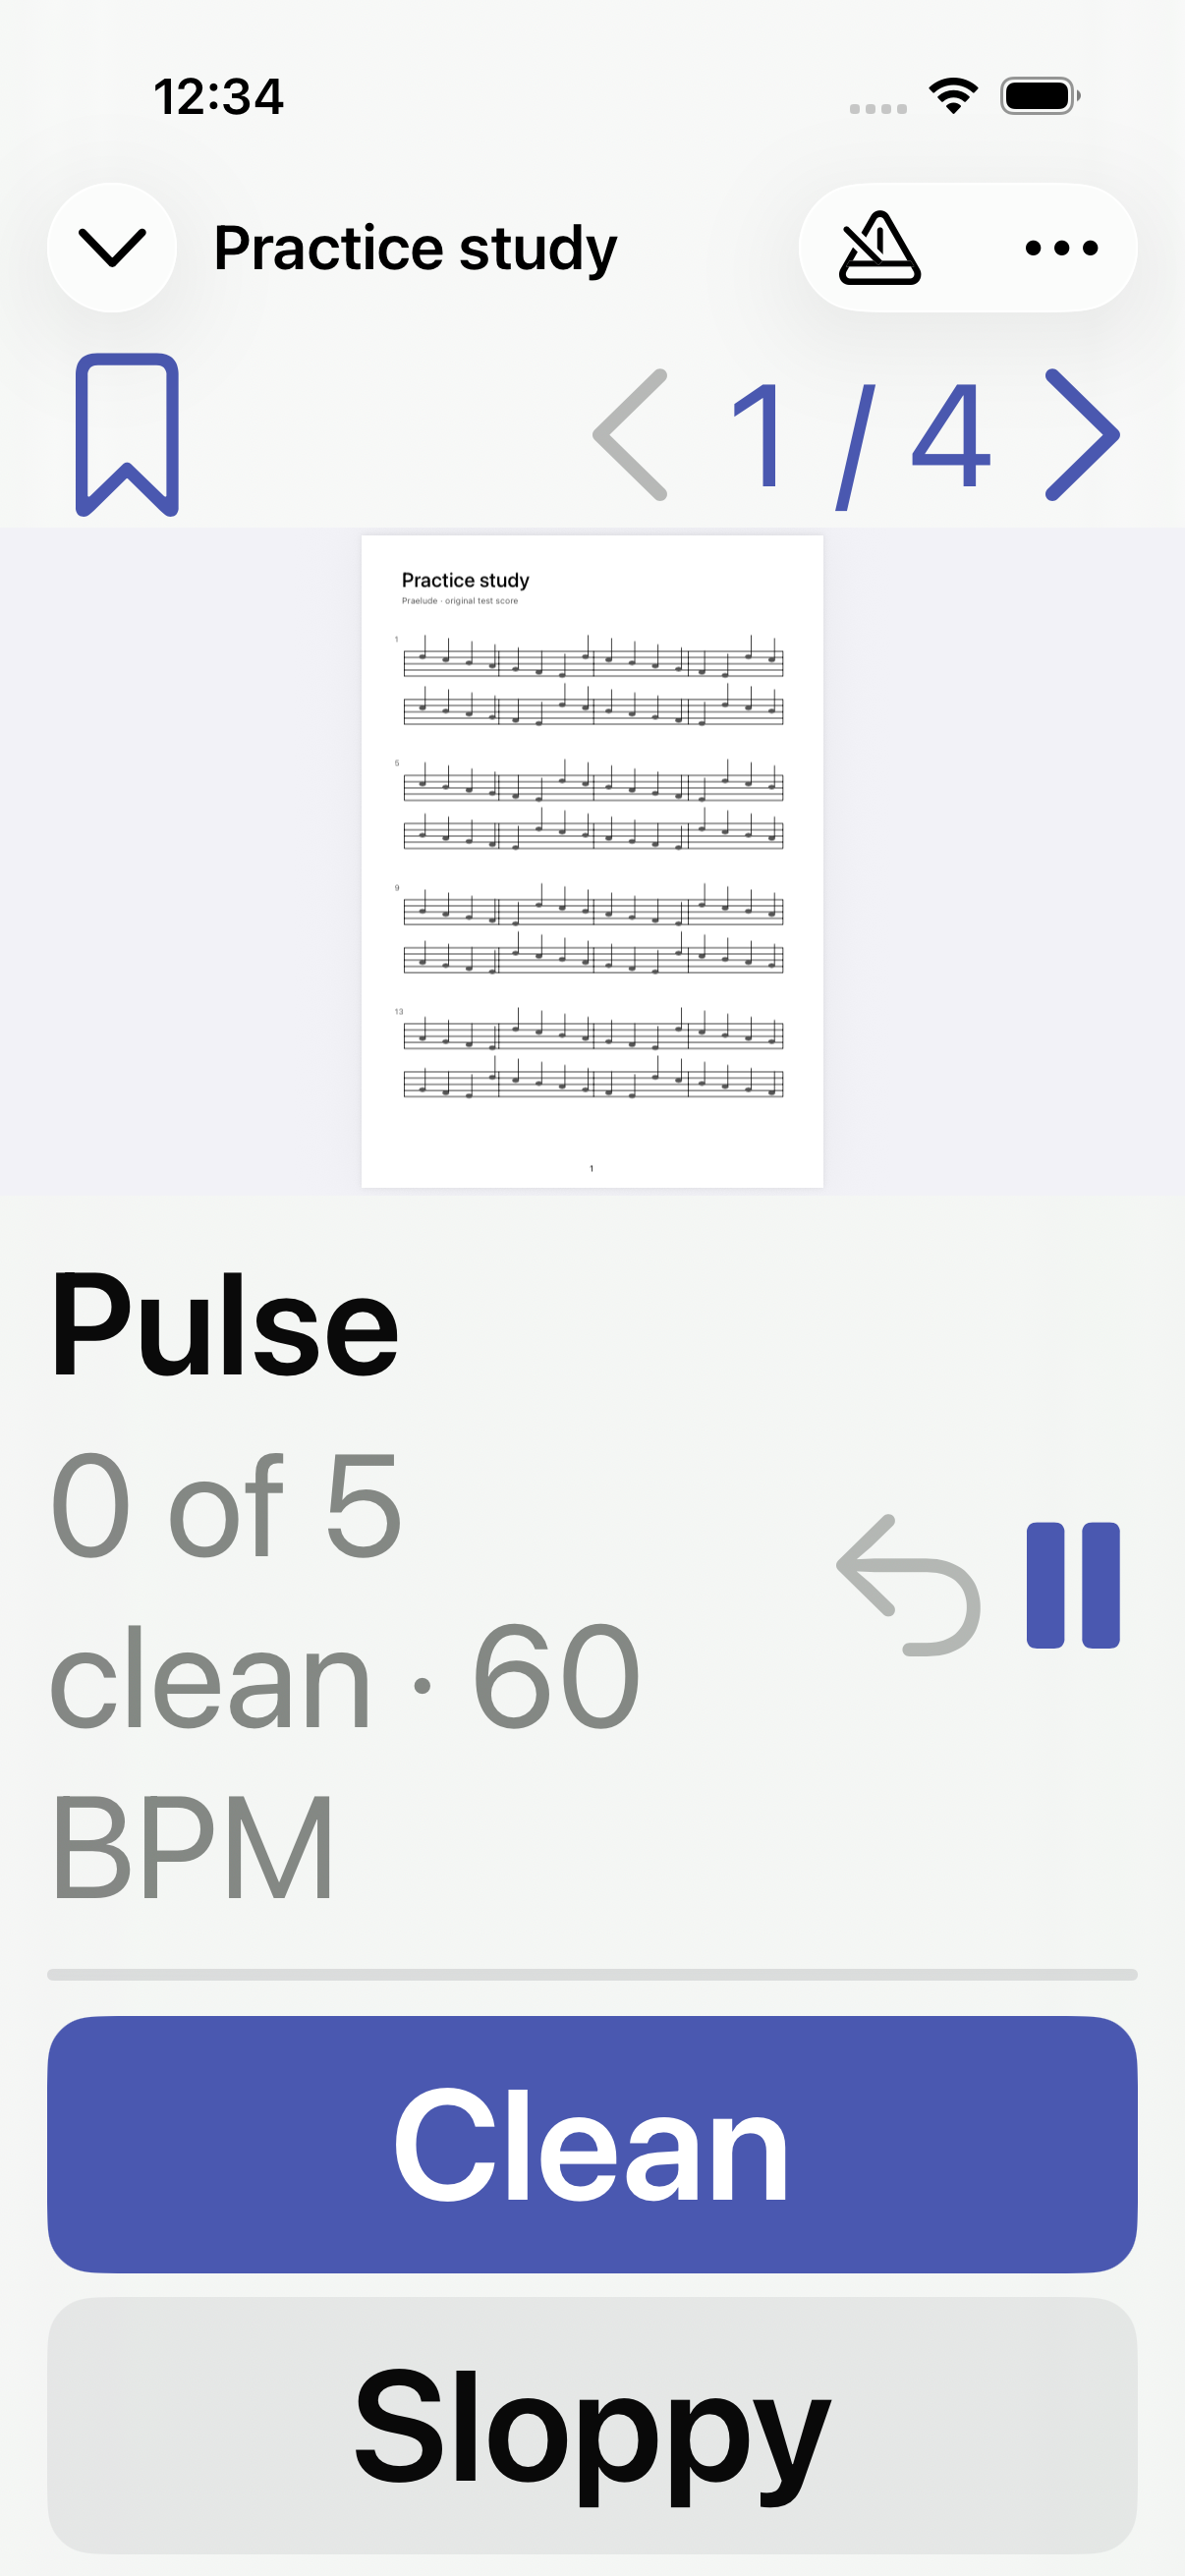 12:34
Practice study
1 / 4
Practice study
Praelude · original test score
1
5
9
13
1
Pulse
0 of 5
clean · 60
BPM
Clean
Sloppy